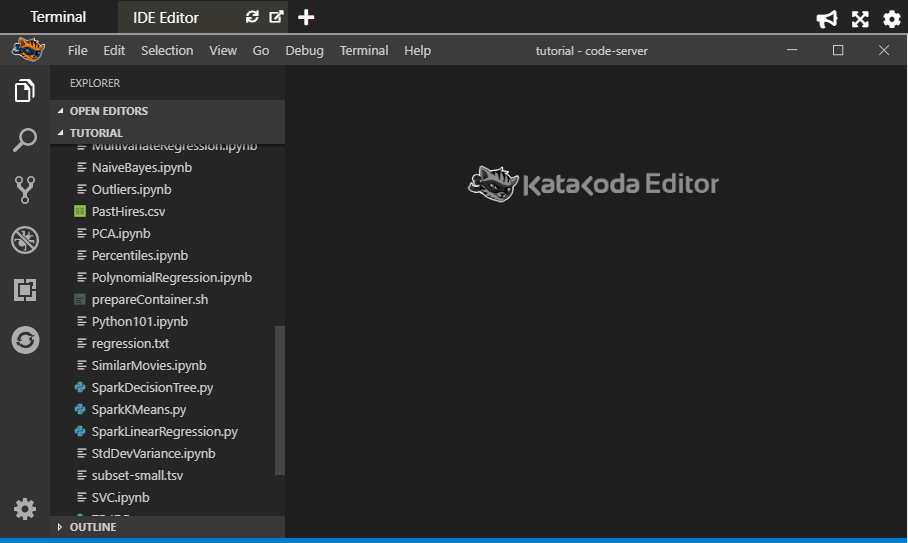 Terminal
IDE Editor
File Edit Selection View Go Debug Terminal Help tutorial - code-server
EXPLORER
OPEN EDITORS
TUTORIAL
MultivariateRegression.ipynb
NaiveBayes.ipynb
Outliers.ipynb
PastHires.csv
PCA.ipynb
Percentiles.ipynb
PolynomialRegression.ipynb
prepareContainer.sh
Python101.ipynb
regression.txt
SimilarMovies.ipynb
SparkDecisionTree.py
SparkKMeans.py
SparkLinearRegression.py
StdDevVariance.ipynb
subset-small.tsv
SVC.ipynb
OUTLINE
Katakoda Editor